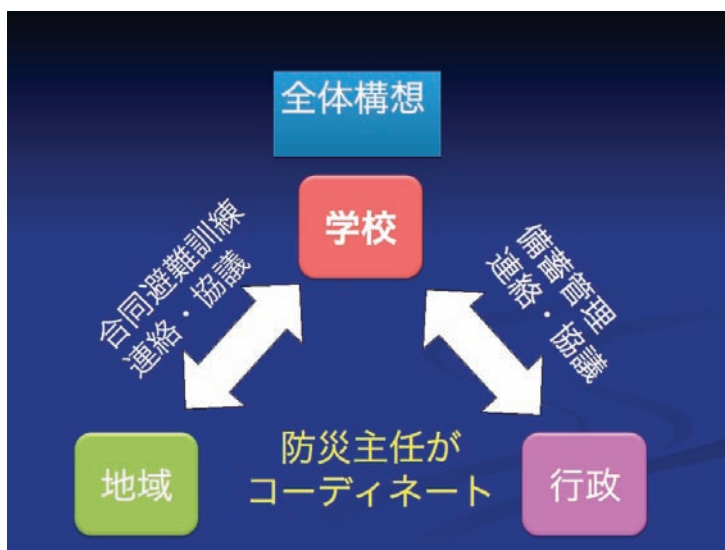 全体構想
学校
合同避難訓練
連絡・協議
備蓄管理
連絡・協議
防災主任が
コーディネート
地域
行政